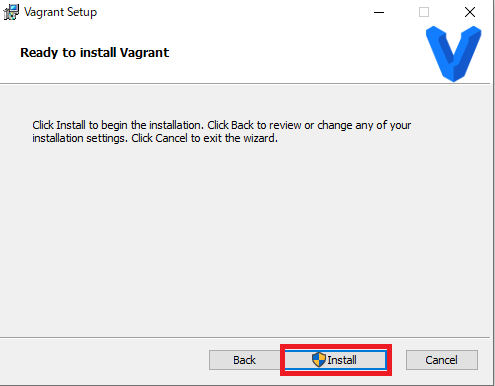 Vagrant Setup
Ready to install Vagrant
Click Install to begin the installation. Click Back to review or change any of your
installation settings. Click Cancel to exit the wizard.
Back
Install
Cancel